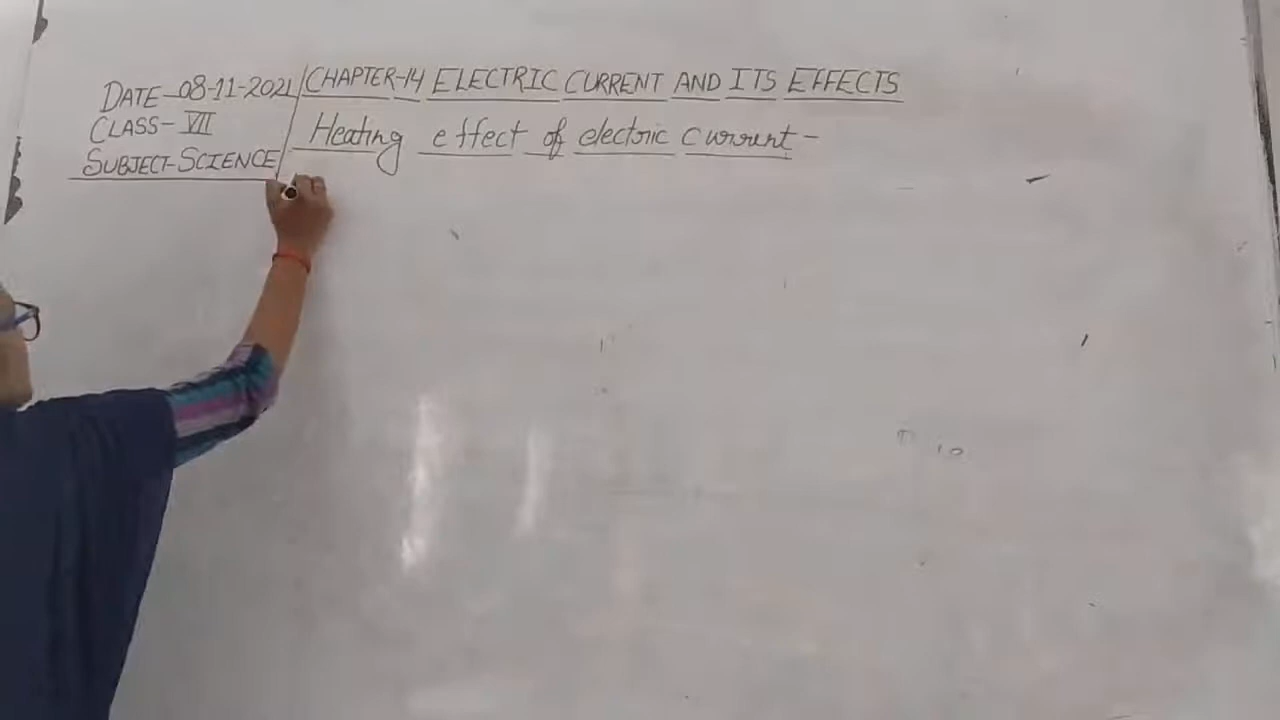 DATE-08-11-2021
CLASS-VII
SUBJECT-SCIENCE
CHAPTER-14 ELECTRIC CURRENT AND ITS EFFECTS
Heating effect of electric current-